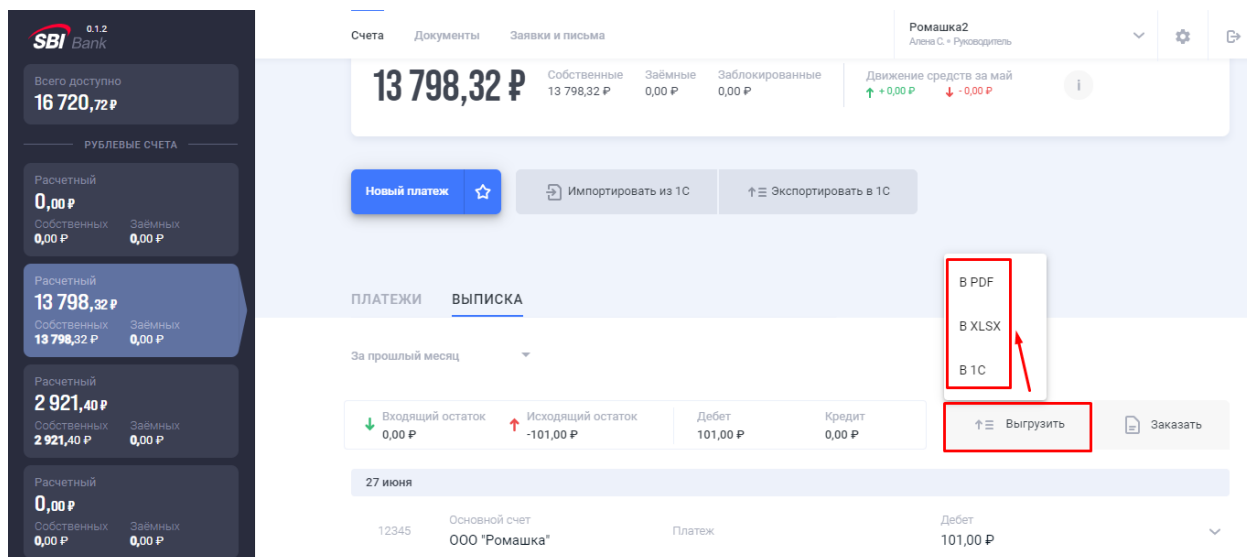 SBI Bank 0.1.2
Всего доступно
16 720,72 ₽
РУБЛЕВЫЕ СЧЕТА
Расчетный
0,00 ₽
Собственных Заёмных
0,00 ₽ 0,00 ₽
Расчетный
13 798,32 ₽
Собственных Заёмных
13 798,32 ₽ 0,00 ₽
Расчетный
2 921,40 ₽
Собственных Заёмных
2 921,40 ₽ 0,00 ₽
Расчетный
0,00 ₽
Собственных Заёмных
0,00 ₽ 0,00 ₽
Счета Документы Заявки и письма
Ромашка2
Алена С. • Руководитель
13 798,32 ₽
Собственные Заёмные Заблокированные
13 798,32 ₽ 0,00 ₽ 0,00 ₽
Движение средств за май
+ 0,00 ₽ - 0,00 ₽
i
Новый платеж Импортировать из 1С Экспортировать в 1С
ПЛАТЕЖИ ВЫПИСКА
В PDF
В XLSX
В 1С
За прошлый месяц
Входящий остаток Исходящий остаток Дебет Кредит
0,00 ₽ -101,00 ₽ 101,00 ₽ 0,00 ₽
Выгрузить Заказать
27 июня
12345 Основной счет Платеж Дебет
ООО "Ромашка" 101,00 ₽